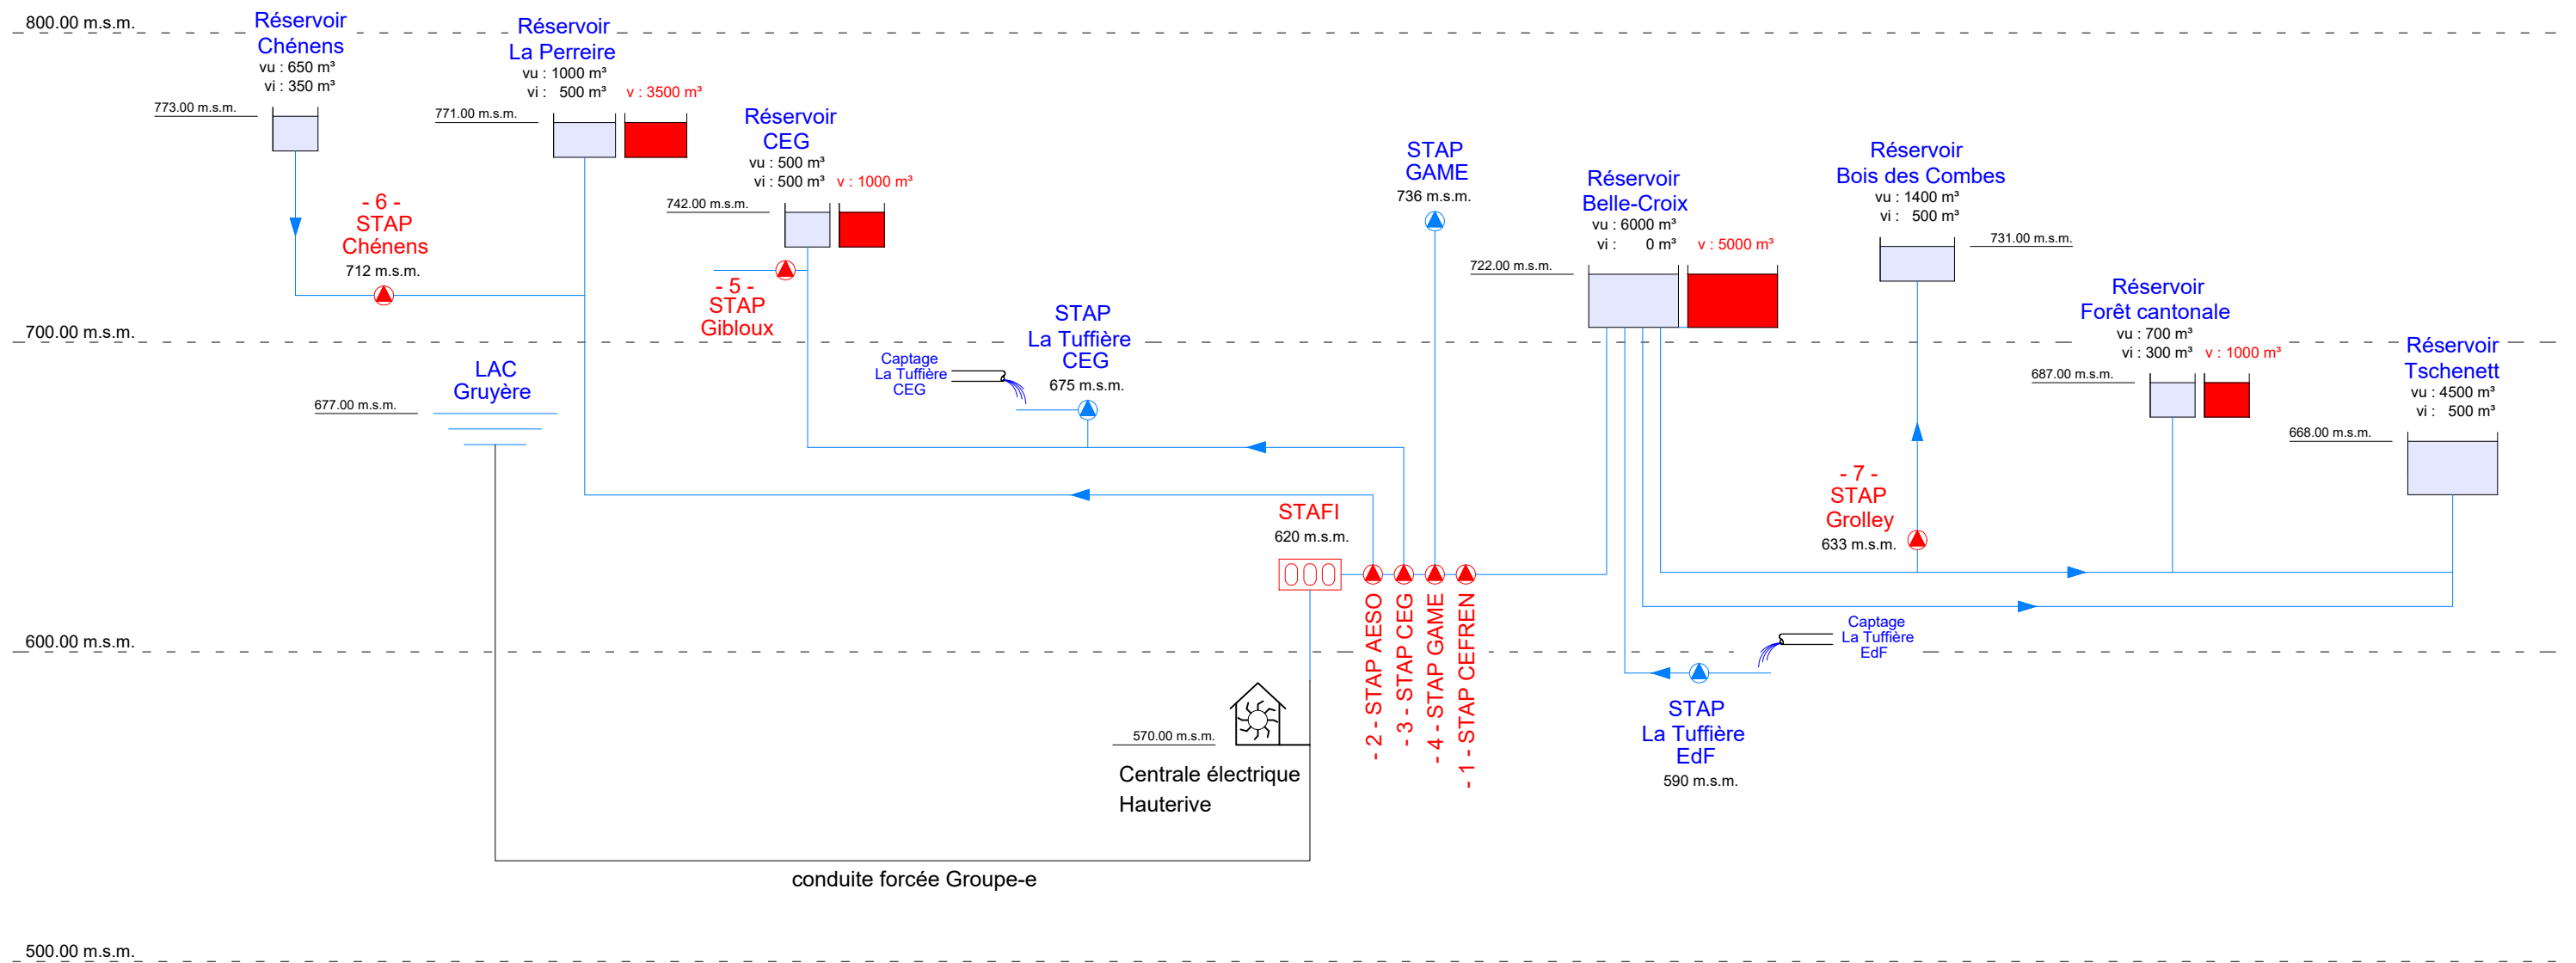 800.00 m.s.m.
Réservoir
Chénens
vu : 650 m³
vi : 350 m³
773.00 m.s.m.
Réservoir
La Perreire
vu : 1000 m³
vi : 500 m³
v : 3500 m³
771.00 m.s.m.
Réservoir
CEG
vu : 500 m³
vi : 500 m³
v : 1000 m³
742.00 m.s.m.
- 6 -
STAP
Chénens
712 m.s.m.
- 5 -
STAP
Gibloux
STAP
GAME
736 m.s.m.
Réservoir
Belle-Croix
vu : 6000 m³
vi : 0 m³
v : 5000 m³
722.00 m.s.m.
Réservoir
Bois des Combes
vu : 1400 m³
vi : 500 m³
731.00 m.s.m.
Réservoir
Forêt cantonale
vu : 700 m³
vi : 300 m³
v : 1000 m³
687.00 m.s.m.
Réservoir
Tschenett
vu : 4500 m³
vi : 500 m³
668.00 m.s.m.
700.00 m.s.m.
LAC
Gruyère
677.00 m.s.m.
Captage
La Tuffière
CEG
STAP
La Tuffière
CEG
675 m.s.m.
STAFI
620 m.s.m.
- 7 -
STAP
Grolley
633 m.s.m.
- 2 - STAP AESO
- 3 - STAP CEG
- 4 - STAP GAME
- 1 - STAP CEFREN
600.00 m.s.m.
Captage
La Tuffière
EdF
STAP
La Tuffière
EdF
590 m.s.m.
570.00 m.s.m.
Centrale électrique
Hauterive
conduite forcée Groupe-e
500.00 m.s.m.